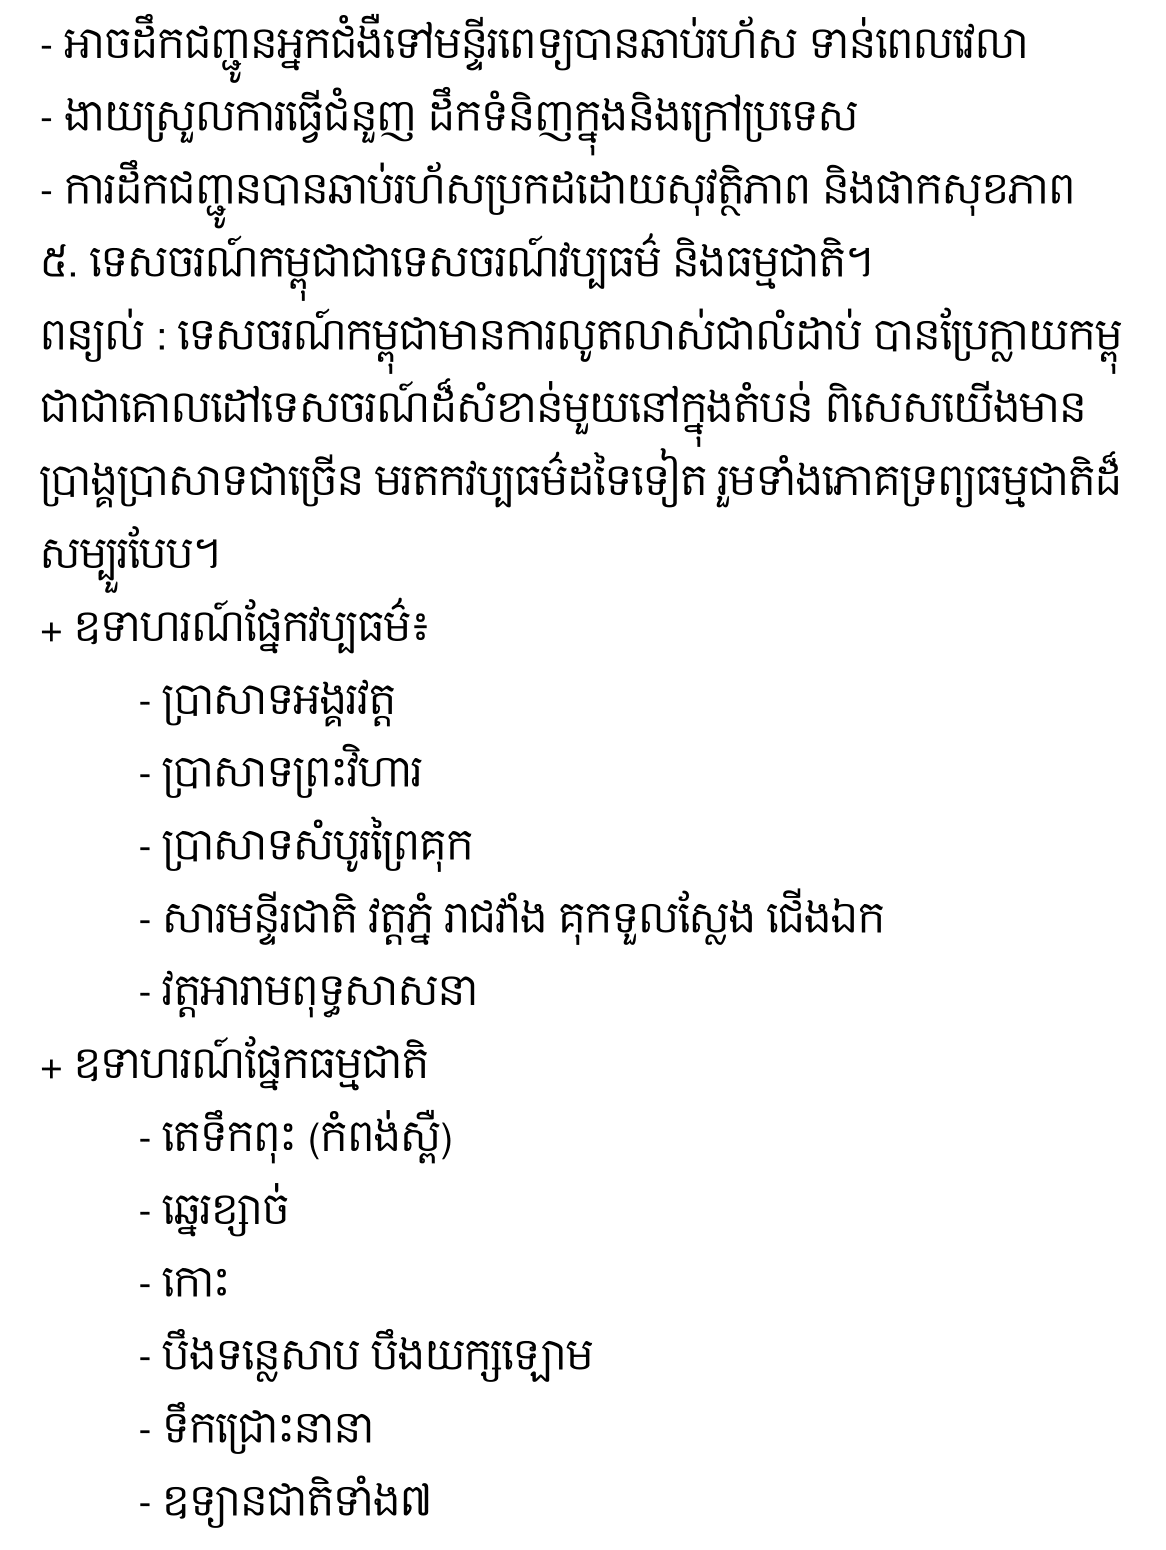 - អាចដឹកជញ្ជូនអ្នកជំងឺទៅមន្ទីរពេទ្យបានឆាប់រហ័ស ទាន់ពេលវេលា
- ងាយស្រួលការធ្វើជំនួញ ដឹកទំនិញក្នុងនិងក្រៅប្រទេស
- ការដឹកជញ្ជូនបានឆាប់រហ័សប្រកដដោយសុវត្ថិភាព និងផាកសុខភាព
៥. ទេសចរណ៍កម្ពុជាជាទេសចរណ៍វប្បធម៌ និងធម្មជាតិ។
ពន្យល់ : ទេសចរណ៍កម្ពុជាមានការលូតលាស់ជាលំដាប់ បានប្រែក្លាយកម្ពុ
ជាជាគោលដៅទេសចរណ៍ដ៏សំខាន់មួយនៅក្នុងតំបន់ ពិសេសយើងមាន
ប្រាង្គប្រាសាទជាច្រើន មរតកវប្បធម៌ដទៃទៀត រួមទាំងភោគទ្រព្យធម្មជាតិដ៏
សម្បូរបែប។
+ ឧទាហរណ៍ផ្នែកវប្បធម៌៖
- ប្រាសាទអង្គរវត្ត
- ប្រាសាទព្រះវិហារ
- ប្រាសាទសំបូរព្រៃគុក
- សារមន្ទីរជាតិ វត្តភ្នំ រាជវាំង គុកទួលស្លែង ជើងឯក
- វត្តអារាមពុទ្ធសាសនា
+ ឧទាហរណ៍ផ្នែកធម្មជាតិ
- តេទឹកពុះ (កំពង់ស្ពឺ)
- ឆ្នេរខ្សាច់
- កោះ
- បឹងទន្លេសាប បឹងយក្សឡោម
- ទឹកជ្រោះនានា
- ឧទ្យានជាតិទាំង៧